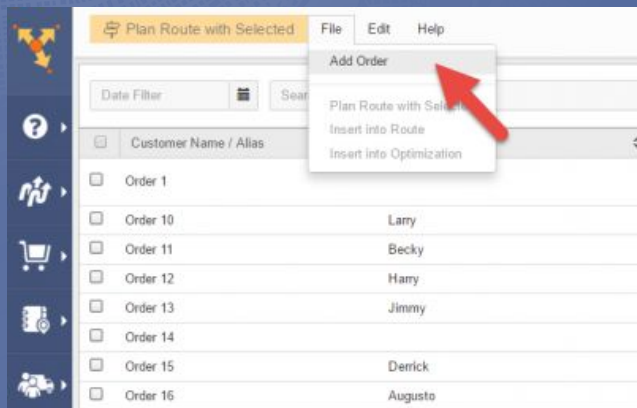 Plan Route with Selected File Edit Help
Add Order
Date Filter
Plan Route with
Insert into Route
Insert into Optimization
Customer Name / Alias
Order 1
Order 10 Larry
Order 11 Becky
Order 12 Harry
Order 13 Jimmy
Order 14
Order 15 Derrick
Order 16 Augusto